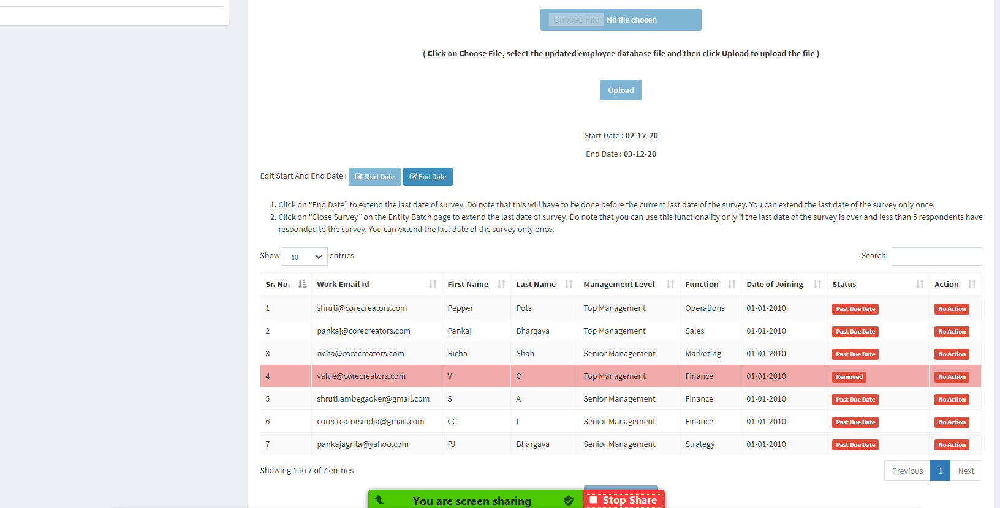 Choose File No file chosen
( Click on Choose File, select the updated employee database file and then click Upload to upload the file )
Upload
Start Date : 02-12-20
End Date : 03-12-20
Edit Start And End Date : Start Date End Date
1. Click on “End Date” to extend the last date of survey. Do note that this will have to be done before the current last date of the survey. You can extend the last date of the survey only once.
2. Click on “Close Survey” on the Entity Batch page to extend the last date of survey. Do note that you can use this functionality only if the last date of the survey is over and less than 5 respondents have
responded to the survey. You can extend the last date of the survey only once.
Show 10 entries Search:
Sr. No. Work Email Id First Name Last Name Management Level Function Date of Joining Status Action
1 shruti@corecreators.com Pepper Pots Top Management Operations 01-01-2010 Past Due Date No Action
2 pankaj@corecreators.com Pankaj Bhargava Top Management Sales 01-01-2010 Past Due Date No Action
3 richa@corecreators.com Richa Shah Senior Management Marketing 01-01-2010 Past Due Date No Action
4 value@corecreators.com V C Top Management Finance 01-01-2010 Removed No Action
5 shruti.ambegaoker@gmail.com S A Senior Management Finance 01-01-2010 Past Due Date No Action
6 corecreatorsindia@gmail.com CC I Senior Management Finance 01-01-2010 Past Due Date No Action
7 pankajagrita@yahoo.com PJ Bhargava Senior Management Strategy 01-01-2010 Past Due Date No Action
Showing 1 to 7 of 7 entries Previous 1 Next
You are screen sharing Stop Share